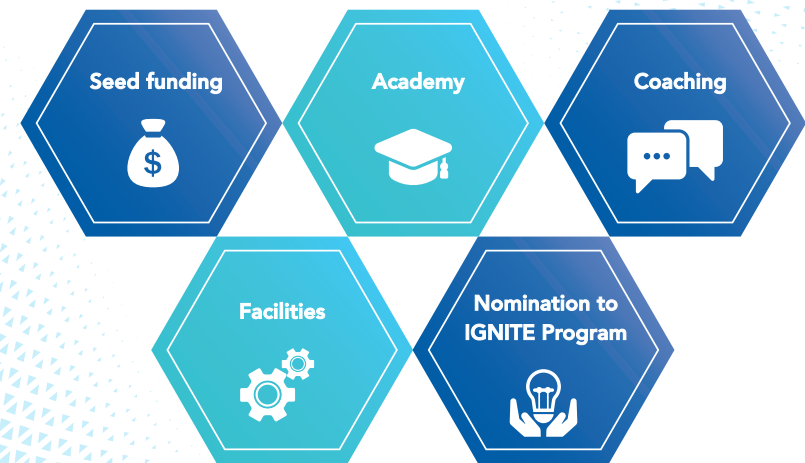 Seed funding
Academy
Coaching
$
Facilities
Nomination to
IGNITE Program